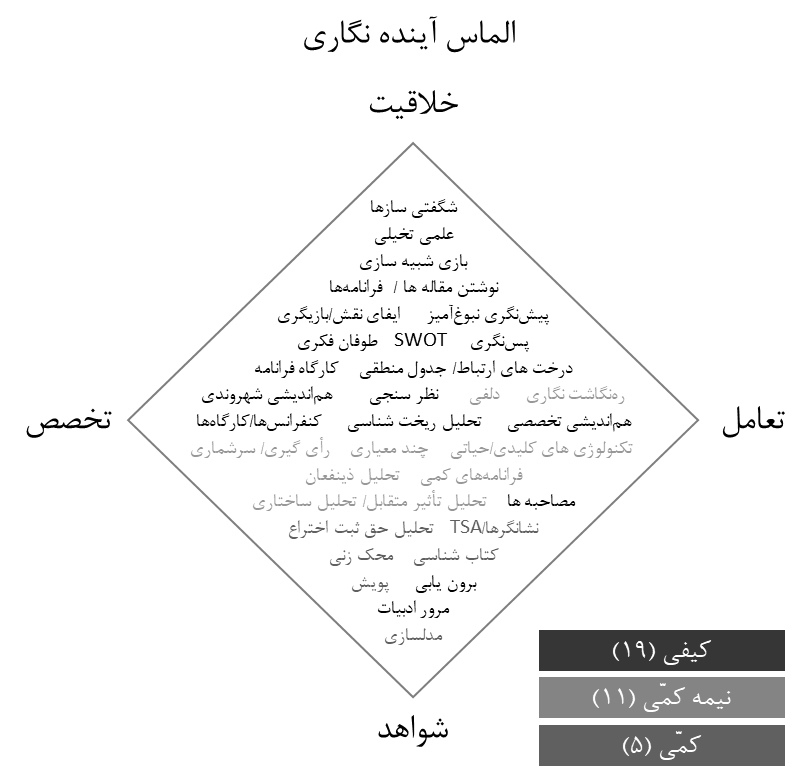 الماس آینده نگاری
خلاقیت
شگفتی سازها
علمی تخیلی
بازی شبیه سازی
نوشتن مقاله ها / فرانامه‌ها
پیش‌نگری نبوغ‌آمیز ایفای نقش/بازیگری
پس‌نگری SWOT طوفان فکری
درخت های ارتباط/ جدول منطقی کارگاه فرانامه
ره‌نگاشت نگاری دلفی نظر سنجی هم‌اندیشی شهروندی
تعامل
هم‌اندیشی تخصصی تحلیل ریخت شناسی کنفرانس‌ها/کارگاه‌ها
تخصص
تکنولوژی های کلیدی/حیاتی چند معیاری رأی گیری/ سرشماری
فرانامه‌های کمی تحلیل ذینفعان
مصاحبه ها تحلیل تأثیر متقابل/ تحلیل ساختاری
نشانگرها/TSA تحلیل حق ثبت اختراع
کتاب شناسی محک زنی
برون یابی پویش
مرور ادبیات
مدلسازی
شواهد
کیفی (۱۹)
نیمه کمّی (۱۱)
کمّی (۵)